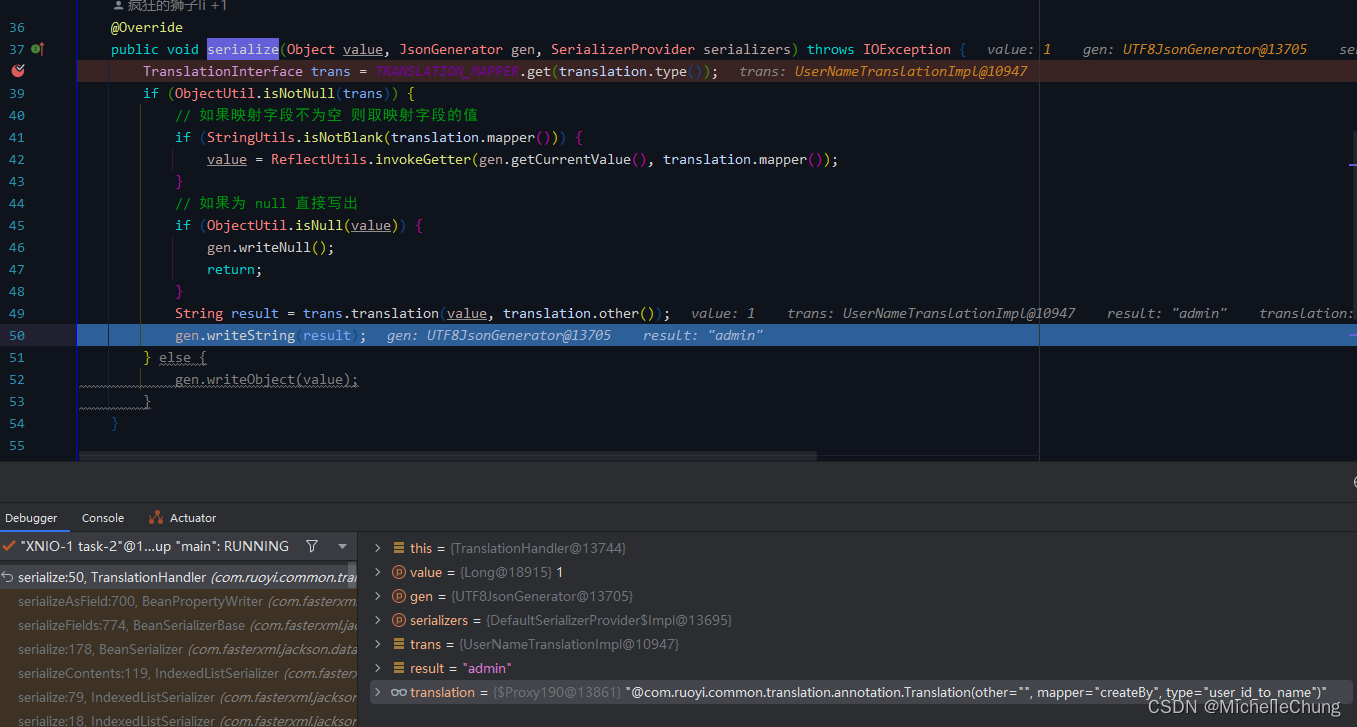 疯狂的狮子li +1
36 @Override
37 public void serialize(Object value, JsonGenerator gen, SerializerProvider serializers) throws IOException { value: 1 gen: UTF8JsonGenerator@13705
TranslationInterface trans = TRANSLATION_MAPPER.get(translation.type()); trans: UserNameTranslationImpl@10947
39 if (ObjectUtil.isNotNull(trans)) {
40 // 如果映射字段不为空 则取映射字段的值
41 if (StringUtils.isNotBlank(translation.mapper())) {
42 value = ReflectUtils.invokeGetter(gen.getCurrentValue(), translation.mapper());
43 }
44 // 如果为 null 直接写出
45 if (ObjectUtil.isNull(value)) {
46 gen.writeNull();
47 return;
48 }
49 String result = trans.translation(value, translation.other()); value: 1 trans: UserNameTranslationImpl@10947 result: "admin" translation:
50 gen.writeString(result); gen: UTF8JsonGenerator@13705 result: "admin"
51 } else {
52 gen.writeObject(value);
53 }
54 }
55
Debugger Console Actuator
"XNIO-1 task-2"@1...up "main": RUNNING
serialize:50, TranslationHandler (com.ruoyi.common.tran
serializeAsField:700, BeanPropertyWriter (com.fasterxml
serializeFields:774, BeanSerializerBase (com.fasterxml.jac
serialize:178, BeanSerializer (com.fasterxml.jackson.data
serializeContents:119, IndexedListSerializer (com.fasterxm
serialize:79, IndexedListSerializer (com.fasterxml.jackson
serialize:18, IndexedListSerializer (com.fasterxml.jackson
this = {TranslationHandler@13744}
value = {Long@18915} 1
gen = {UTF8JsonGenerator@13705}
serializers = {DefaultSerializerProvider$Impl@13695}
trans = {UserNameTranslationImpl@10947}
result = "admin"
translation = {$Proxy190@13861} "@com.ruoyi.common.translation.annotation.Translation(other="", mapper="createBy", type="user_id_to_name")"
CSDN @MichelleChung